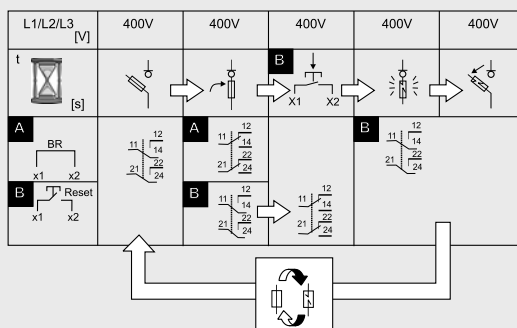 L1/L2/L3 400V 400V 400V 400V 400V
[V]
t
[s]
B
X1 X2
A
BR
x1 x2
B Reset
x1 x2
12
11 14
22
21 24
A 12
11 14
22
21 24
B 12
11 14
22
21 24
12
11 14
22
21 24
B 12
11 14
22
21 24